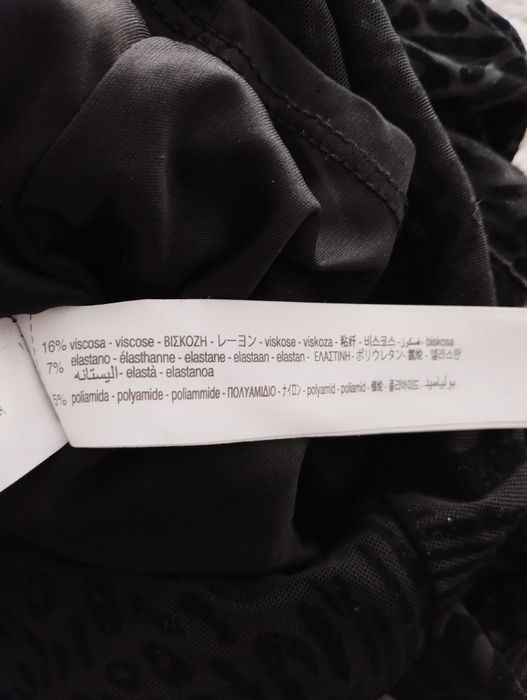 16% viscosa - viscose - ΒΙΣΚΟΖΗ - レーヨン - viskose - viskoza - 粘纤 - 비스코스 - فسكوز - biskosa
7% elastano - élasthanne - elastane - elastaan - elastan - ΕΛΑΣΤΙΝΗ - ポリウレタン - 氨纶 - 엘라스탄
الیستانه - elastà - elastanoa
5% poliamida - polyamide - poliammide - ΠΟΛΥΑΜΙΔΙΟ - ナイロン - polyamid - poliamid - 锦纶 - 폴리아미드 - بولياميد